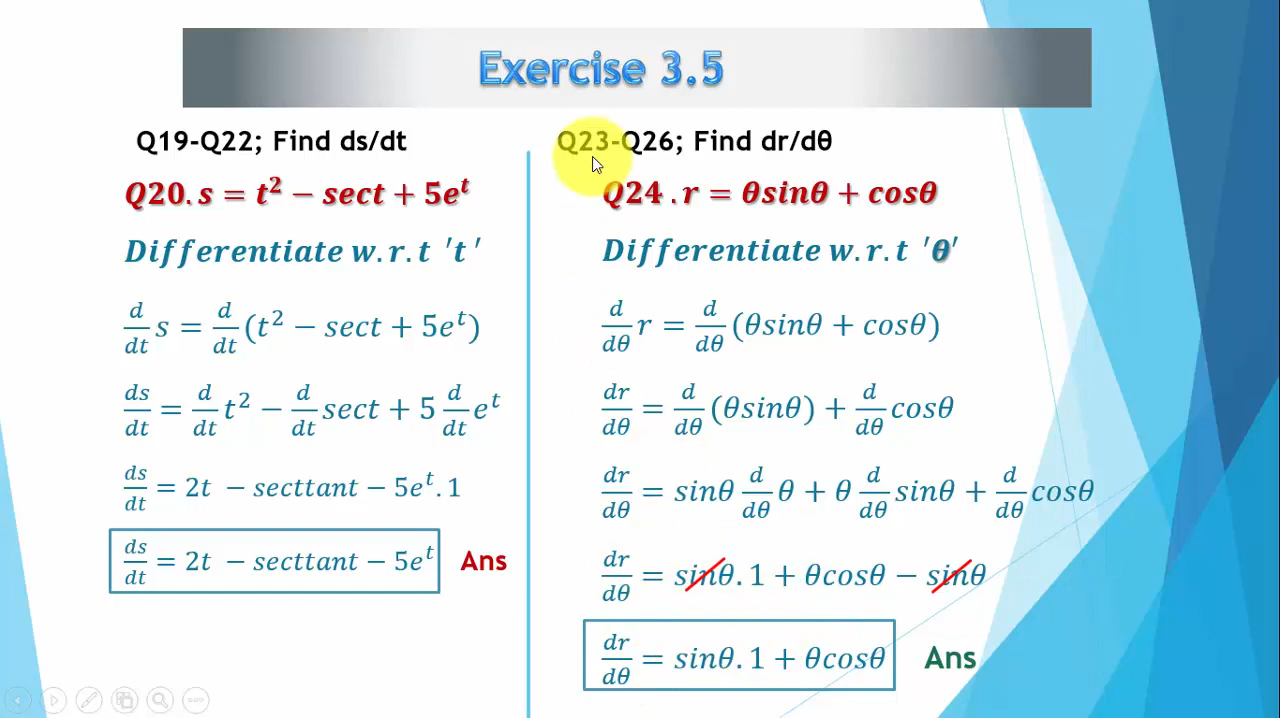 Exercise 3.5
Q19-Q22; Find ds/dt
Q20. s = t² − sect + 5eᵗ
Differentiate w.r.t ′t′
d/dt s = d/dt (t² − sect + 5eᵗ)
ds/dt = d/dt t² − d/dt sect + 5 d/dt eᵗ
ds/dt = 2t − secttant − 5eᵗ.1
ds/dt = 2t − secttant − 5eᵗ Ans
Q23-Q26; Find dr/dθ
Q24 .r = θsinθ + cosθ
Differentiate w.r.t ′θ′
d/dθ r = d/dθ (θsinθ + cosθ)
dr/dθ = d/dθ (θsinθ) + d/dθ cosθ
dr/dθ = sinθ d/dθ θ + θ d/dθ sinθ + d/dθ cosθ
dr/dθ = sinθ.1 + θcosθ − sinθ
dr/dθ = sinθ.1 + θcosθ Ans